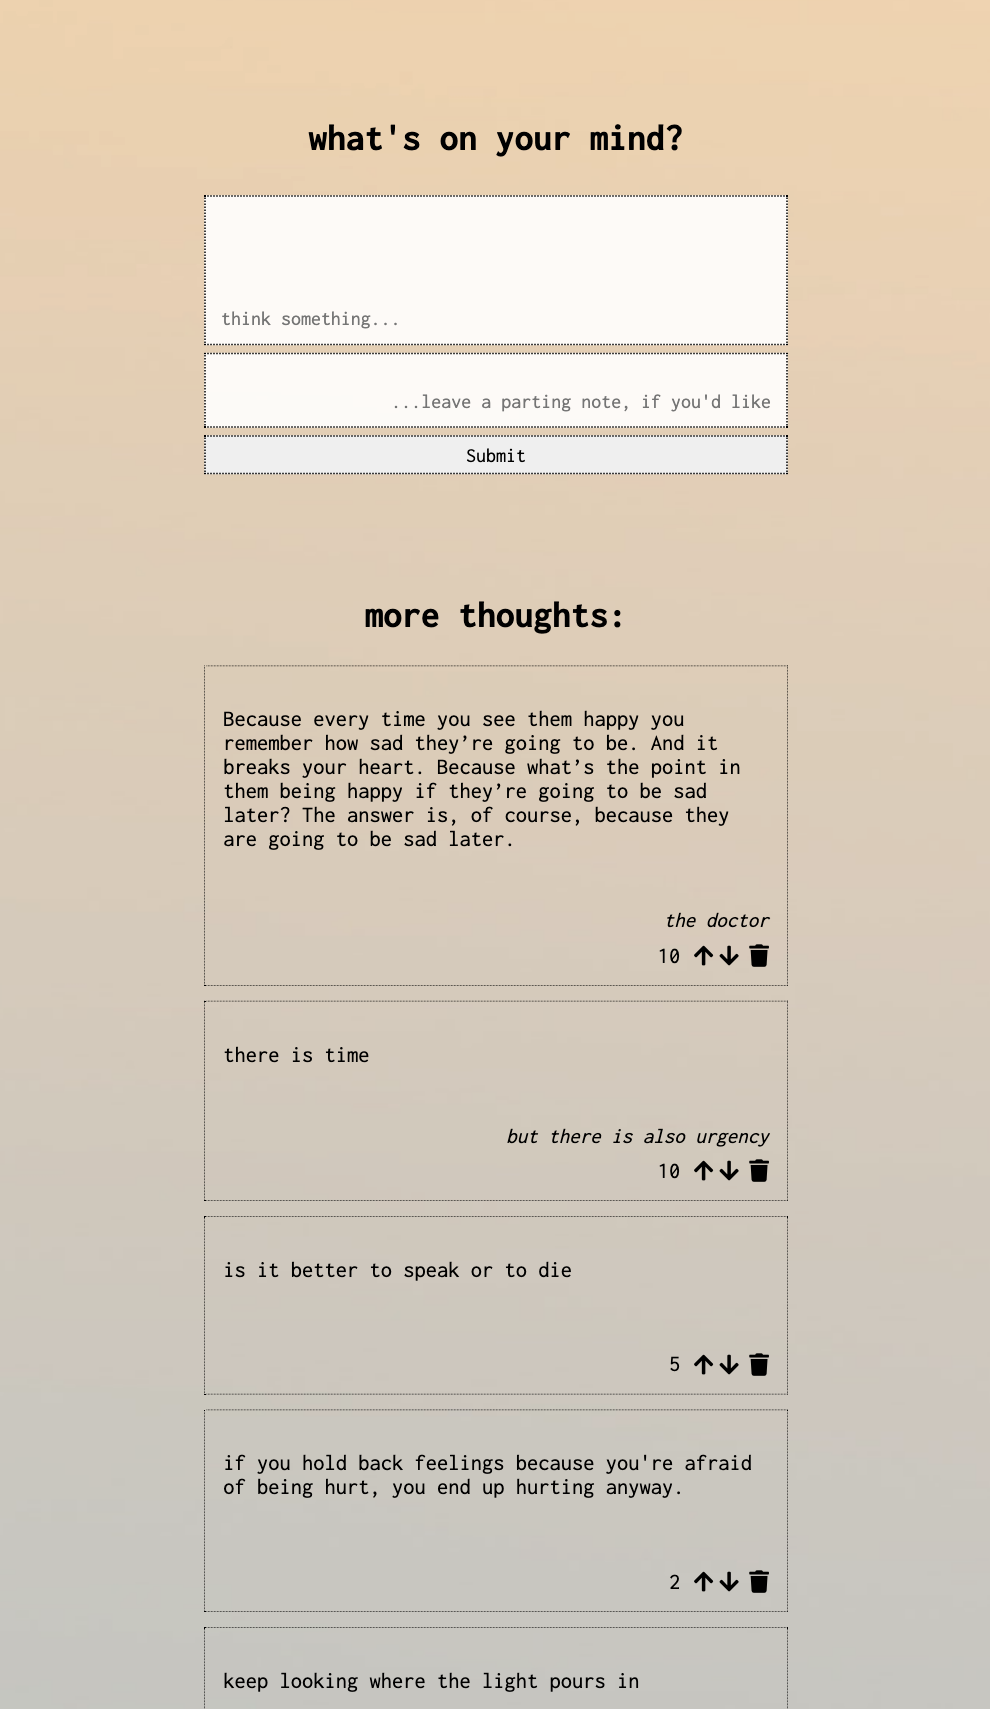 what's on your mind?
think something...
...leave a parting note, if you'd like
Submit
more thoughts:
Because every time you see them happy you
remember how sad they’re going to be. And it
breaks your heart. Because what’s the point in
them being happy if they’re going to be sad
later? The answer is, of course, because they
are going to be sad later.
the doctor
10
there is time
but there is also urgency
10
is it better to speak or to die
5
if you hold back feelings because you're afraid
of being hurt, you end up hurting anyway.
2
keep looking where the light pours in